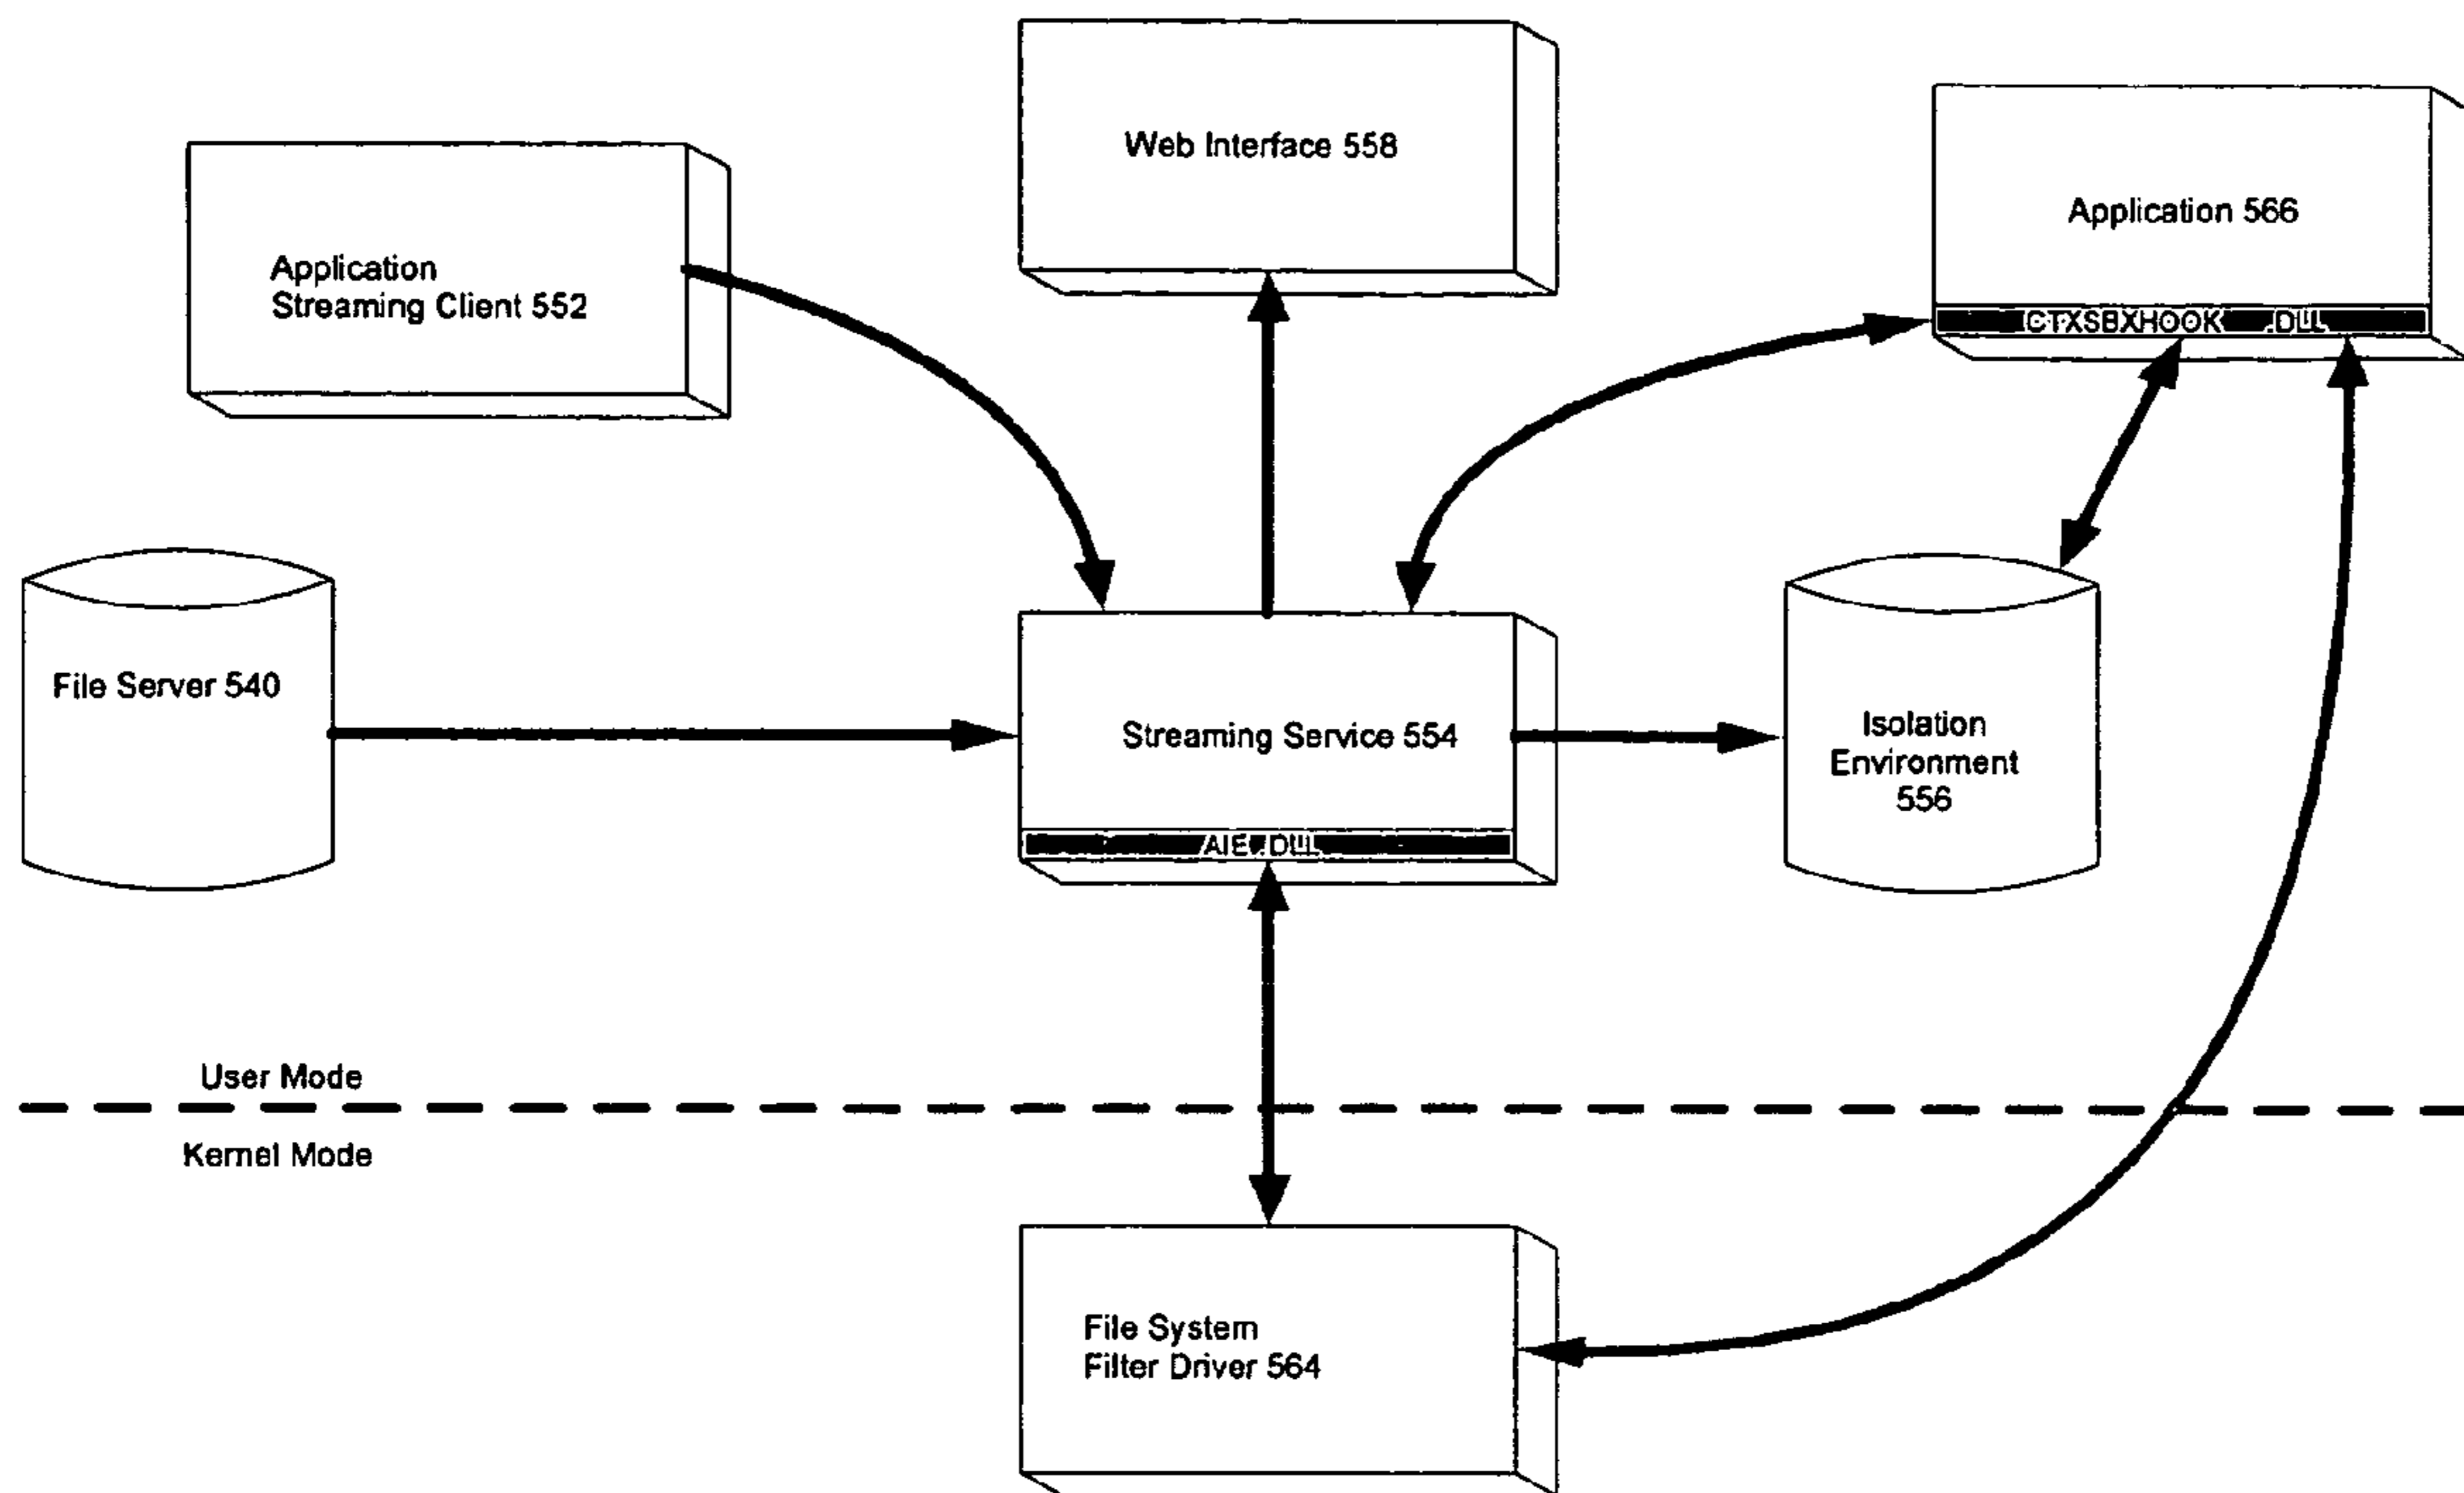 Web Interface 558
Application 566
CTXSBXHOOK .DLL
Application
Streaming Client 552
File Server 540
Streaming Service 554
AIE .DLL
Isolation
Environment
556
User Mode
Kernel Mode
File System
Filter Driver 564